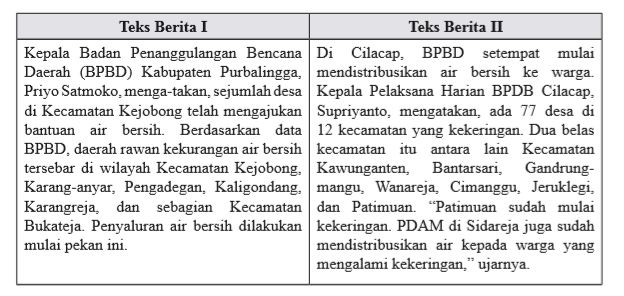 Teks Berita I
Kepala Badan Penanggulangan Bencana
Daerah (BPBD) Kabupaten Purbalingga,
Priyo Satmoko, menga-takan, sejumlah desa
di Kecamatan Kejobong telah mengajukan
bantuan air bersih. Berdasarkan data
BPBD, daerah rawan kekurangan air bersih
tersebar di wilayah Kecamatan Kejobong,
Karang-anyar, Pengadegan, Kaligondang,
Karangreja, dan sebagian Kecamatan
Bukateja. Penyaluran air bersih dilakukan
mulai pekan ini.
Teks Berita II
Di Cilacap, BPBD setempat mulai
mendistribusikan air bersih ke warga.
Kepala Pelaksana Harian BPDB Cilacap,
Supriyanto, mengatakan, ada 77 desa di
12 kecamatan yang kekeringan. Dua belas
kecamatan itu antara lain Kecamatan
Kawunganten, Bantarsari, Gandrung-
mangu, Wanareja, Cimanggu, Jeruklegi,
dan Patimuan. “Patimuan sudah mulai
kekeringan. PDAM di Sidareja juga sudah
mendistribusikan air kepada warga yang
mengalami kekeringan,” ujarnya.